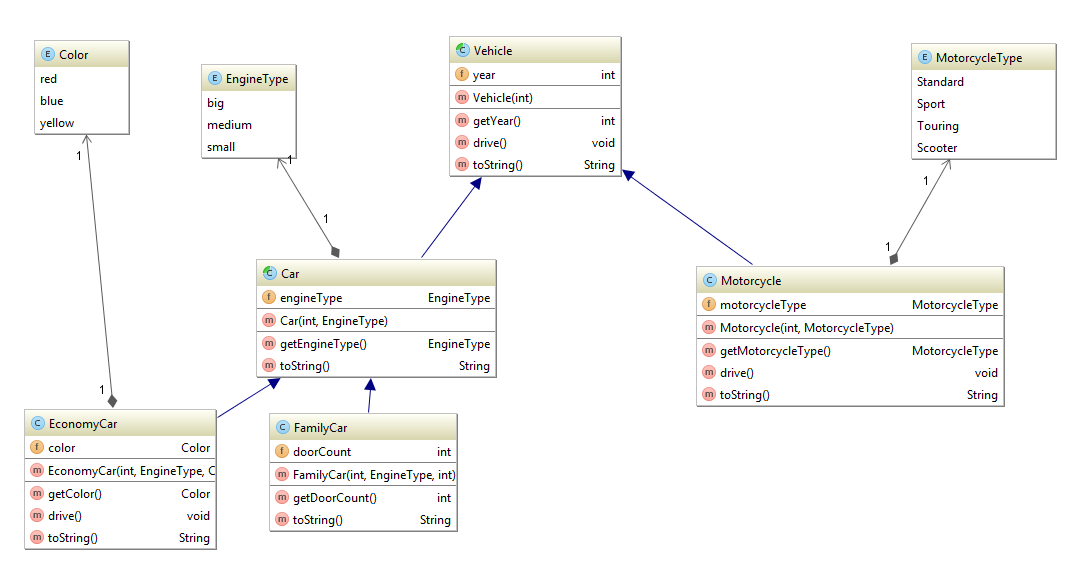 E Color
red
blue
yellow
1
1
E EngineType
big
medium
small
1
1
C Vehicle
f year int
m Vehicle(int)
m getYear() int
m drive() void
m toString() String
E MotorcycleType
Standard
Sport
Touring
Scooter
1
1
C Car
f engineType EngineType
m Car(int, EngineType)
m getEngineType() EngineType
m toString() String
C Motorcycle
f motorcycleType MotorcycleType
m Motorcycle(int, MotorcycleType)
m getMotorcycleType() MotorcycleType
m drive() void
m toString() String
C EconomyCar
f color Color
m EconomyCar(int, EngineType, C
m getColor() Color
m drive() void
m toString() String
C FamilyCar
f doorCount int
m FamilyCar(int, EngineType, int)
m getDoorCount() int
m toString() String